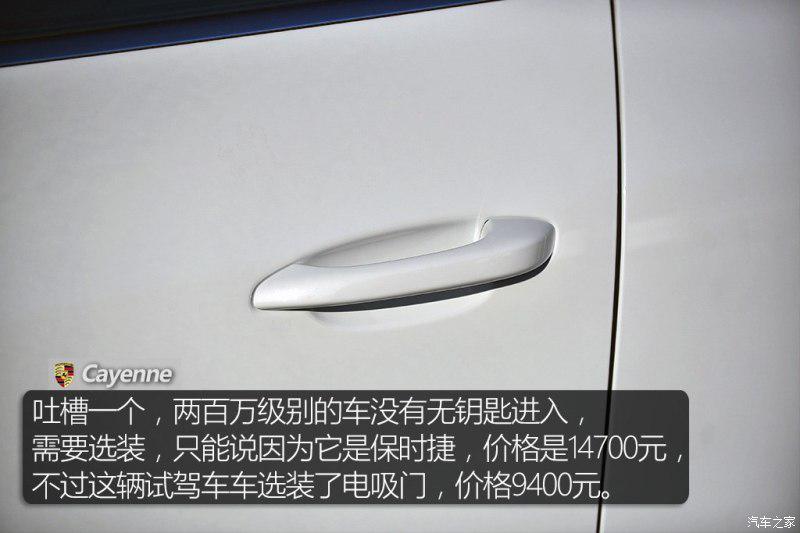 Cayenne
吐槽一个，两百万级别的车没有无钥匙进入，
需要选装，只能说因为它是保时捷，价格是14700元，
不过这辆试驾车车选装了电吸门，价格9400元。
汽车之家